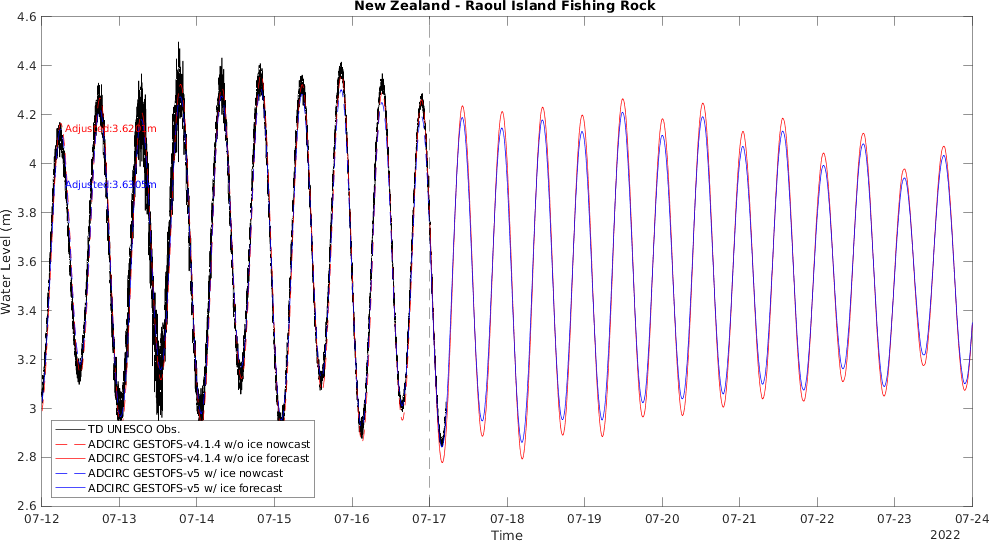 New Zealand - Raoul Island Fishing Rock
4.6
4.4
4.2
4
3.8
3.6
3.4
3.2
3
2.8
2.6
Water Level (m)
Adjusted:3.6305m
TD UNESCO Obs.
ADCIRC GESTOFS-v4.1.4 w/o ice nowcast
ADCIRC GESTOFS-v4.1.4 w/o ice forecast
ADCIRC GESTOFS-v5 w/ ice nowcast
ADCIRC GESTOFS-v5 w/ ice forecast
07-12 07-13 07-14 07-15 07-16 07-17 07-18 07-19 07-20 07-21 07-22 07-23 07-24
Time
2022